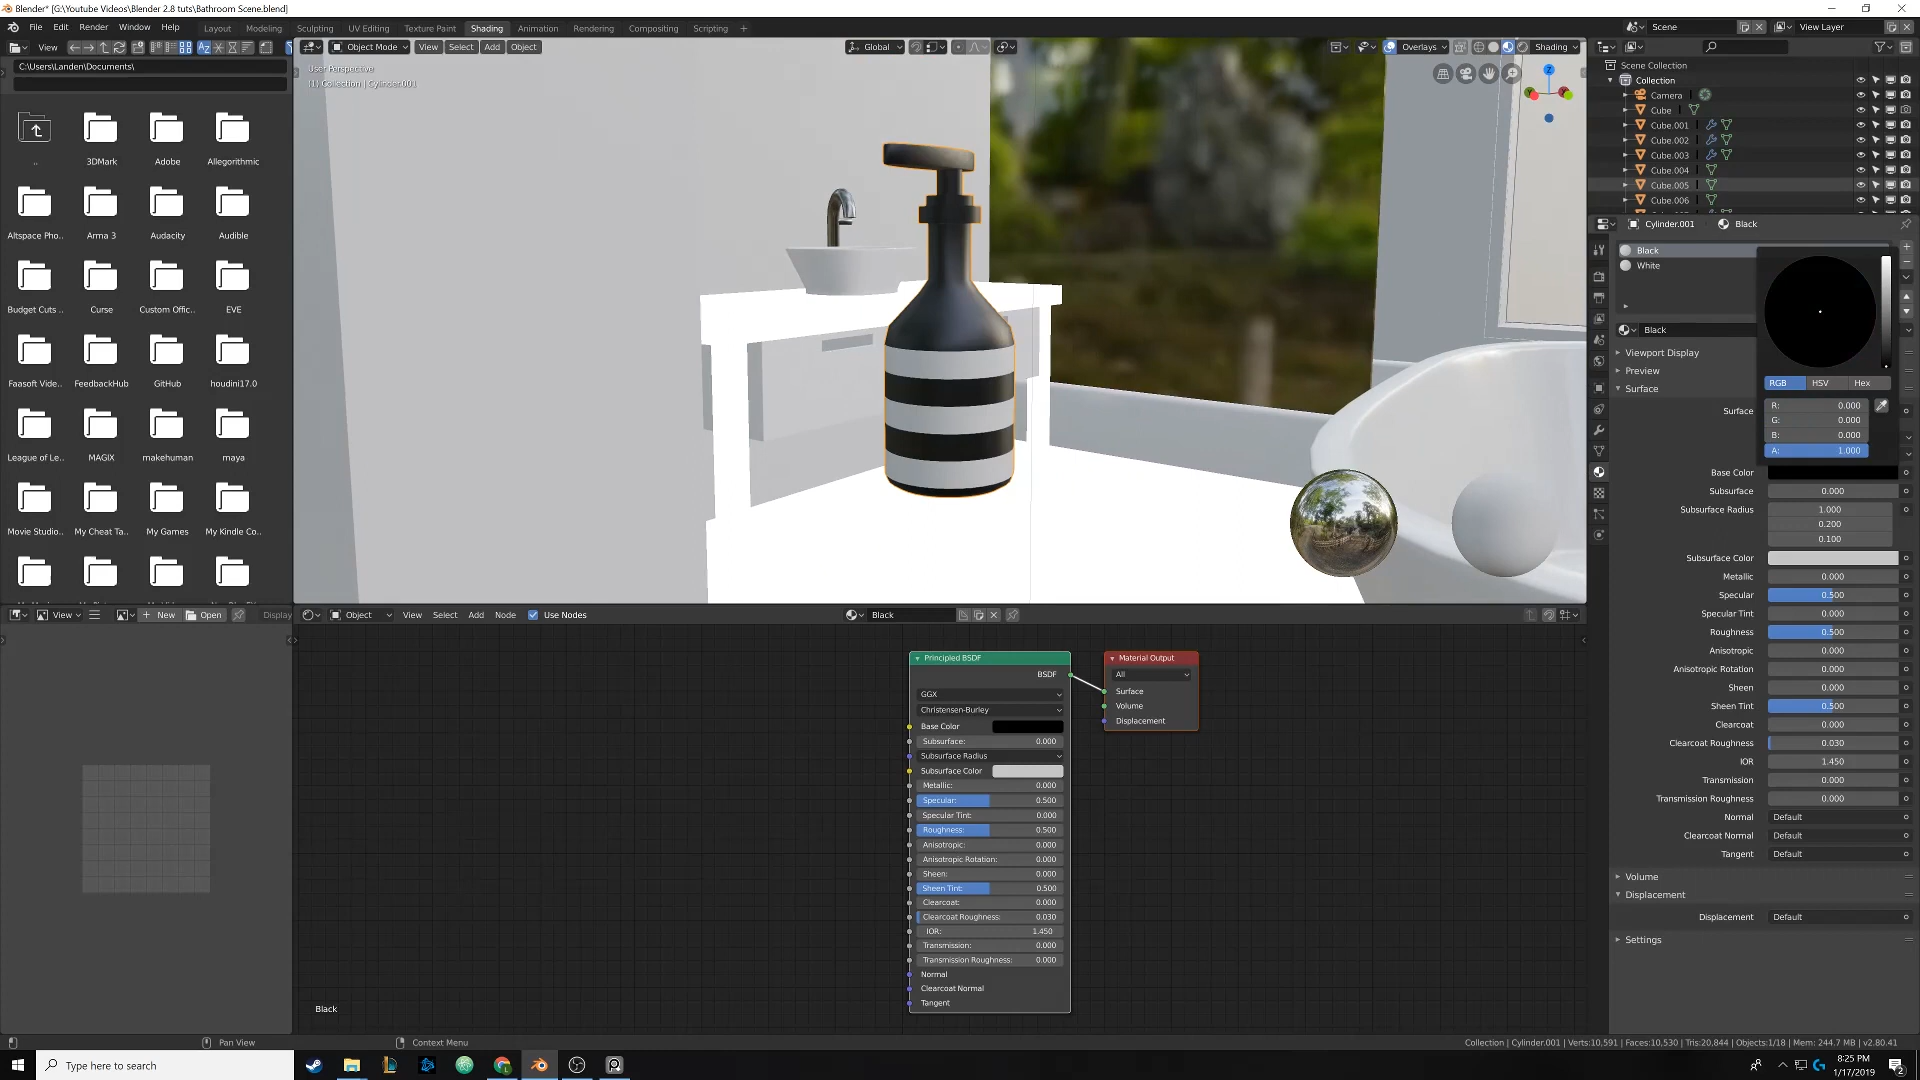 Blender* [G:\Youtube Videos\Blender 2.8 tuts\Bathroom Scene.blend]
File Edit Render Window Help
Layout Modeling Sculpting UV Editing Texture Paint Shading Animation Rendering Compositing Scripting +
Scene
View Layer
View
C:\Users\Landen\Documents\
..
3DMark
Adobe
Allegorithmic
Altspace Pho..
Arma 3
Audacity
Audible
Budget Cuts ..
Curse
Custom Offic..
EVE
Faasoft Vide..
FeedbackHub
GitHub
houdini17.0
League of Le..
MAGIX
makehuman
maya
Movie Studio..
My Cheat Ta..
My Games
My Kindle Co..
Object Mode View Select Add Object
Global
Overlays
Shading
User Perspective
(1) Collection | Cylinder.001
Z
Scene Collection
Collection
Camera
Cube
Cube.001
Cube.002
Cube.003
Cube.004
Cube.005
Cube.006
Cylinder.001 Black
Black
White
Black
Viewport Display
Preview
Surface
Surface
RGB HSV Hex
R: 0.000
G: 0.000
B: 0.000
A: 1.000
Base Color
Subsurface 0.000
Subsurface Radius 1.000
0.200
0.100
Subsurface Color
Metallic 0.000
Specular 0.500
Specular Tint 0.000
Roughness 0.500
Anisotropic 0.000
Anisotropic Rotation 0.000
Sheen 0.000
Sheen Tint 0.500
Clearcoat 0.000
Clearcoat Roughness 0.030
IOR 1.450
Transmission 0.000
Transmission Roughness 0.000
Normal Default
Clearcoat Normal Default
Tangent Default
Volume
Displacement
Displacement Default
Settings
View New Open Display
Object View Select Add Node Use Nodes
Black
Principled BSDF
BSDF
GGX
Christensen-Burley
Base Color
Subsurface: 0.000
Subsurface Radius
Subsurface Color
Metallic: 0.000
Specular: 0.500
Specular Tint: 0.000
Roughness: 0.500
Anisotropic: 0.000
Anisotropic Rotation: 0.000
Sheen: 0.000
Sheen Tint: 0.500
Clearcoat: 0.000
Clearcoat Roughness: 0.030
IOR: 1.450
Transmission: 0.000
Transmission Roughness: 0.000
Normal
Clearcoat Normal
Tangent
Material Output
All
Surface
Volume
Displacement
Black
Pan View
Context Menu
Collection | Cylinder.001 | Verts:10,591 | Faces:10,530 | Tris:20,844 | Objects:1/18 | Mem: 244.7 MB | v2.80.41
Type here to search
8:25 PM
1/17/2019
2